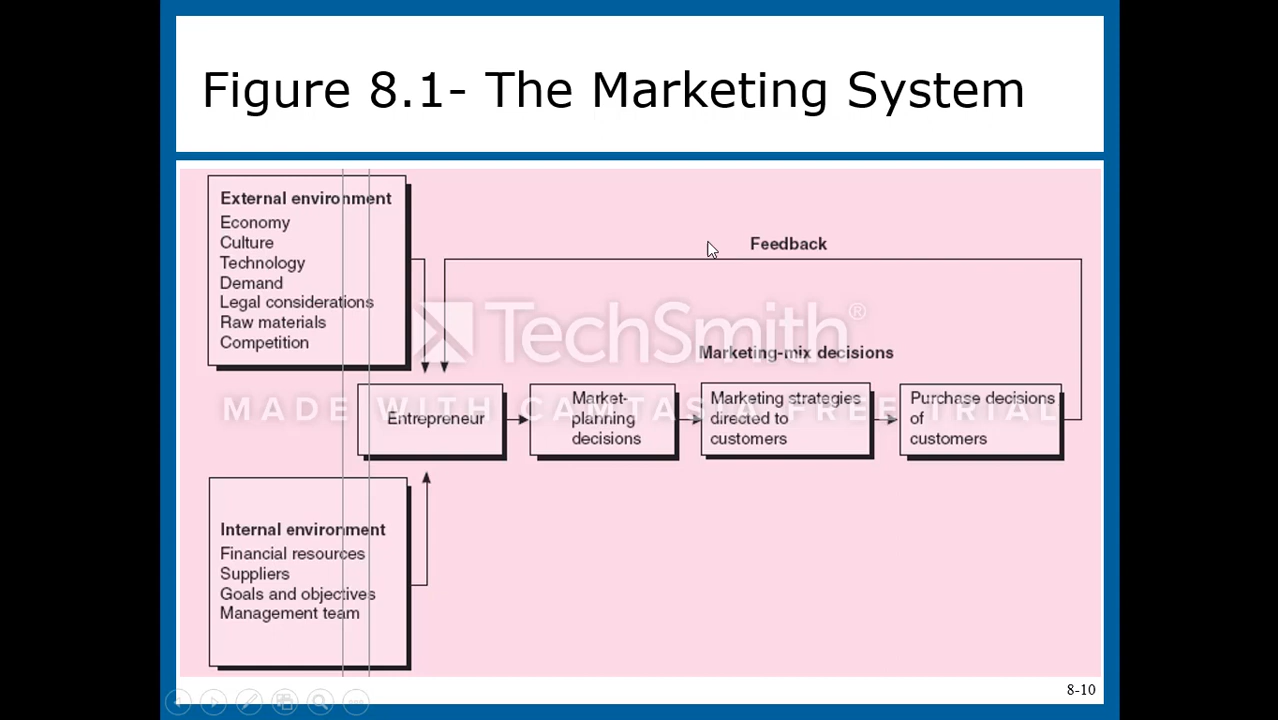 Figure 8.1- The Marketing System
External environment
Economy
Culture
Technology
Demand
Legal considerations
Raw materials
Competition
Feedback
TechSmith®
MADE WITH CAMTASIA FREE TRIAL
Marketing-mix decisions
Entrepreneur
Market-
planning
decisions
Marketing strategies
directed to
customers
Purchase decisions
of
customers
Internal environment
Financial resources
Suppliers
Goals and objectives
Management team
8-10